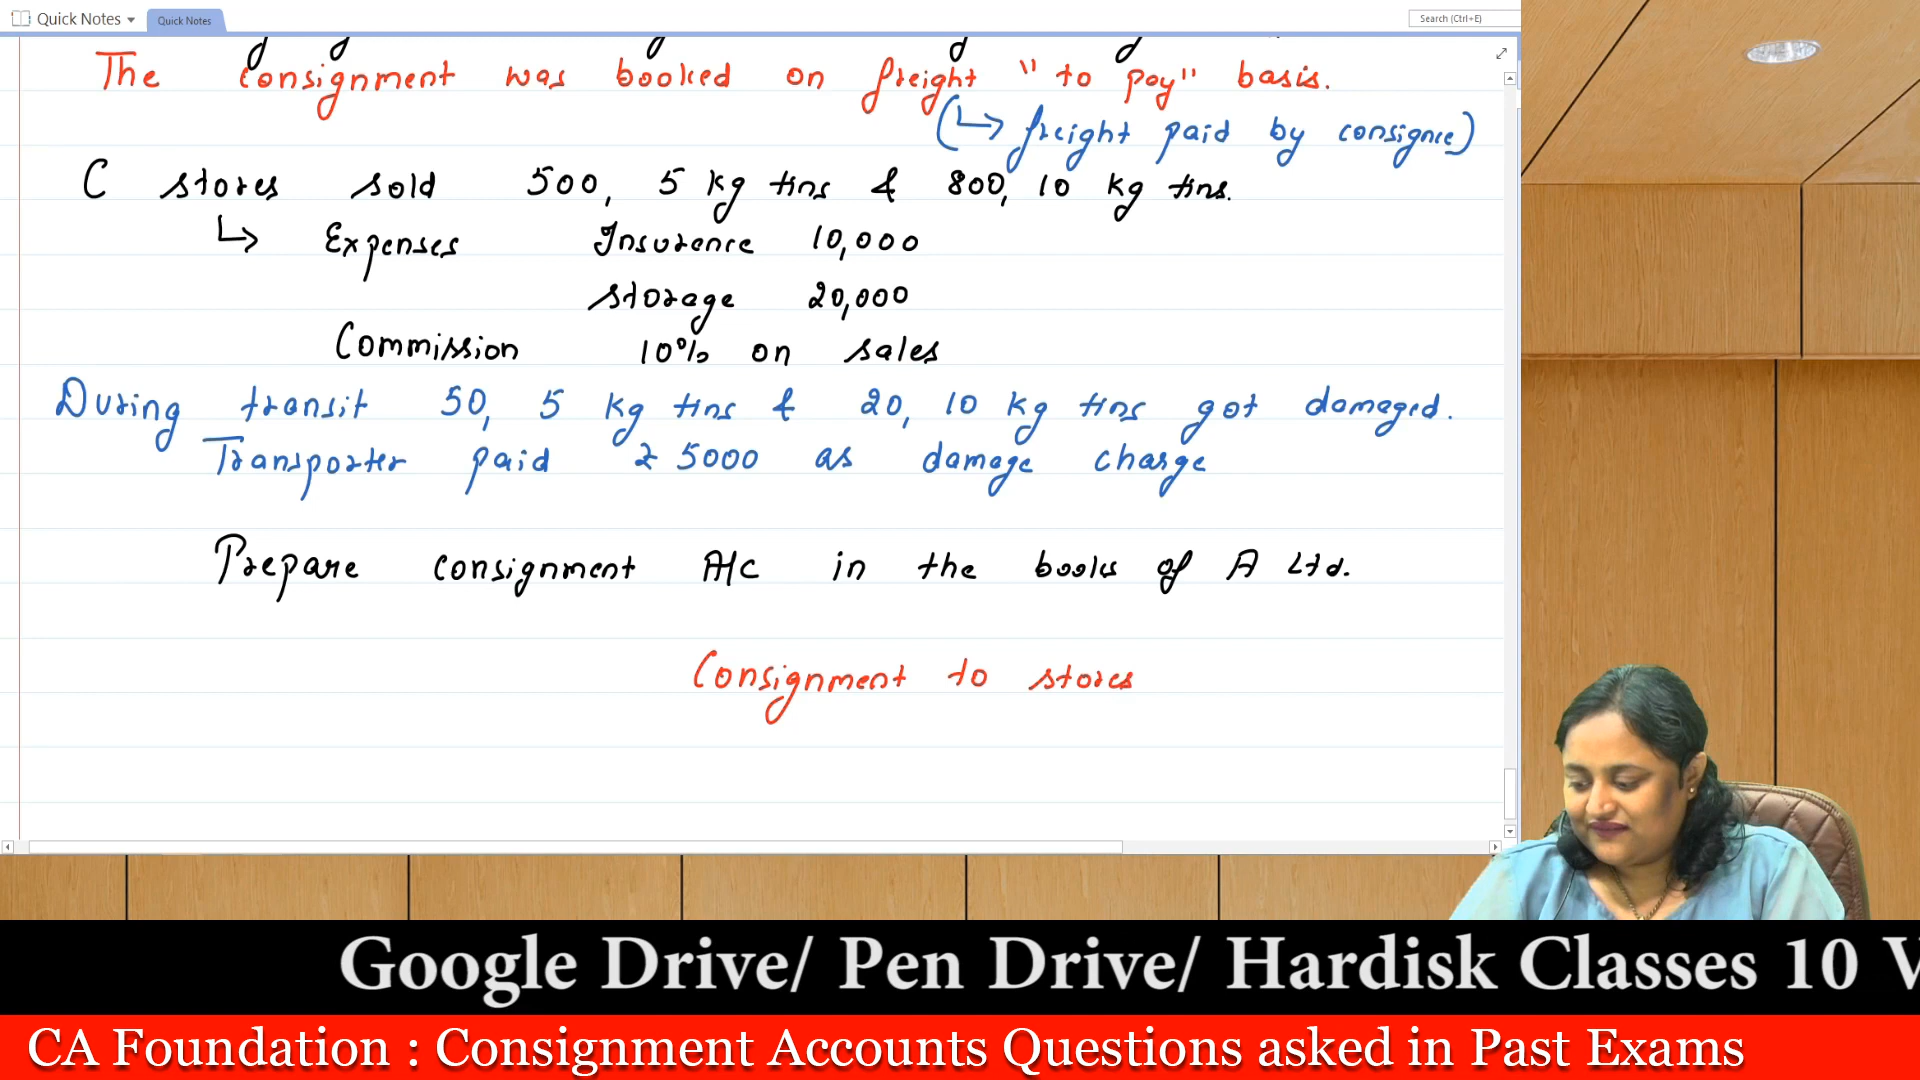 Quick Notes
Quick Notes
Search (Ctrl+E)
The consignment was booked on freight "to pay" basis.
(↳ freight paid by consignee)
C stores sold 500, 5 kg tins & 800, 10 kg tins.
↳ Expenses Insurance 10,000
Storage 20,000
Commission 10% on sales
During transit 50, 5 kg tins & 20, 10 kg tins got damaged.
Transporter paid ₹ 5000 as damage charge
Prepare consignment A/c in the books of A Ltd.
Consignment to stores
Google Drive/ Pen Drive/ Hardisk Classes 10 V
CA Foundation : Consignment Accounts Questions asked in Past Exams